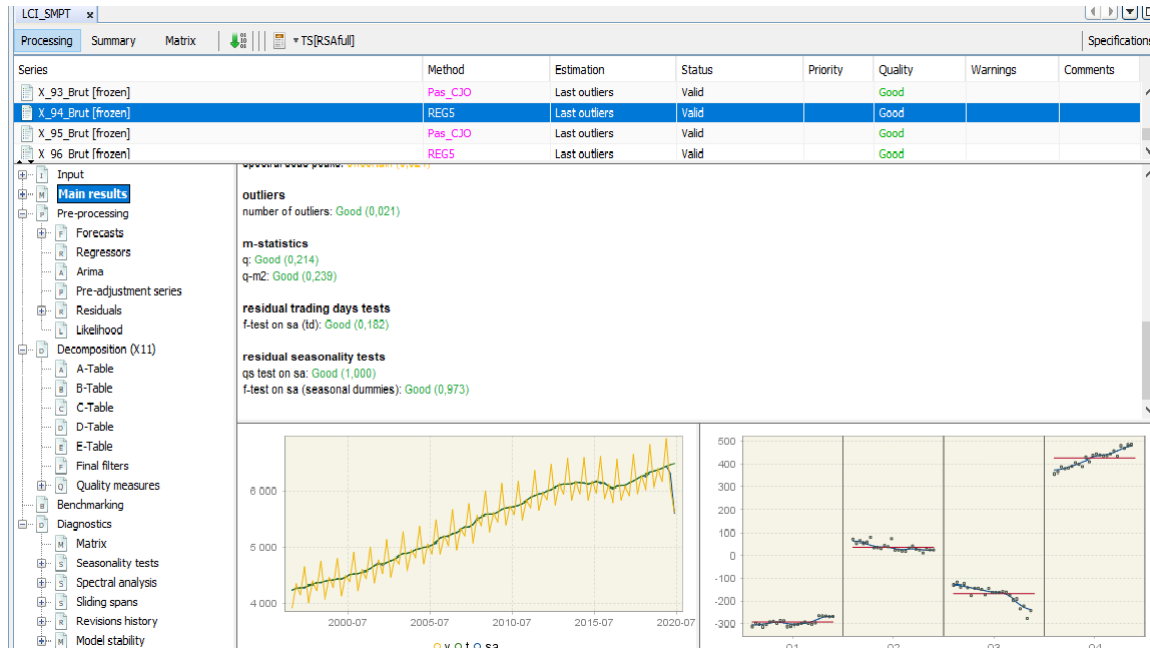 LCI_SMPT x
Processing Summary Matrix TS[RSAfull] Specifications
Series Method Estimation Status Priority Quality Warnings Comments
X_93_Brut [frozen] Pas_CJO Last outliers Valid Good
X_94_Brut [frozen] REG5 Last outliers Valid Good
X_95_Brut [frozen] Pas_CJO Last outliers Valid Good
X_96_Brut [frozen] REG5 Last outliers Valid Good
Input
Main results
Pre-processing
Forecasts
Regressors
Arima
Pre-adjustment series
Residuals
Likelihood
Decomposition (X11)
A-Table
B-Table
C-Table
D-Table
E-Table
Final filters
Quality measures
Benchmarking
Diagnostics
Matrix
Seasonality tests
Spectral analysis
Sliding spans
Revisions history
Model stability
outliers
number of outliers: Good (0,021)
m-statistics
q: Good (0,214)
q-m2: Good (0,239)
residual trading days tests
f-test on sa (td): Good (0,182)
residual seasonality tests
qs test on sa: Good (1,000)
f-test on sa (seasonal dummies): Good (0,973)
6 000
5 000
4 000
2000-07 2005-07 2010-07 2015-07 2020-07
y t sa
500
400
300
200
100
0
-100
-200
-300
Q1 Q2 Q3 Q4